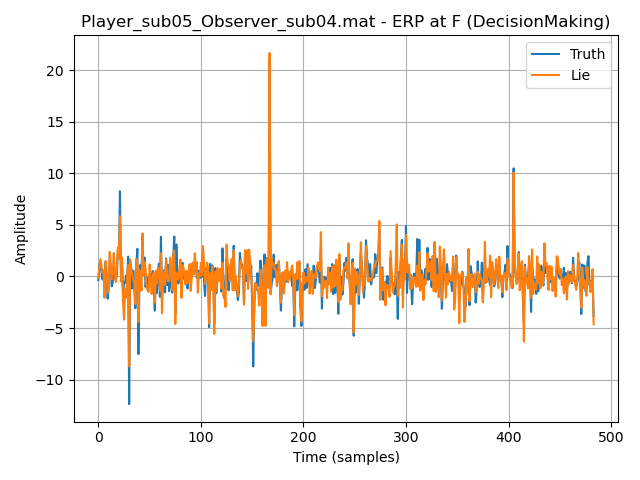 Player_sub05_Observer_sub04.mat - ERP at F (DecisionMaking)
Truth
Lie
20
15
10
5
0
−5
−10
Amplitude
0 100 200 300 400 500
Time (samples)